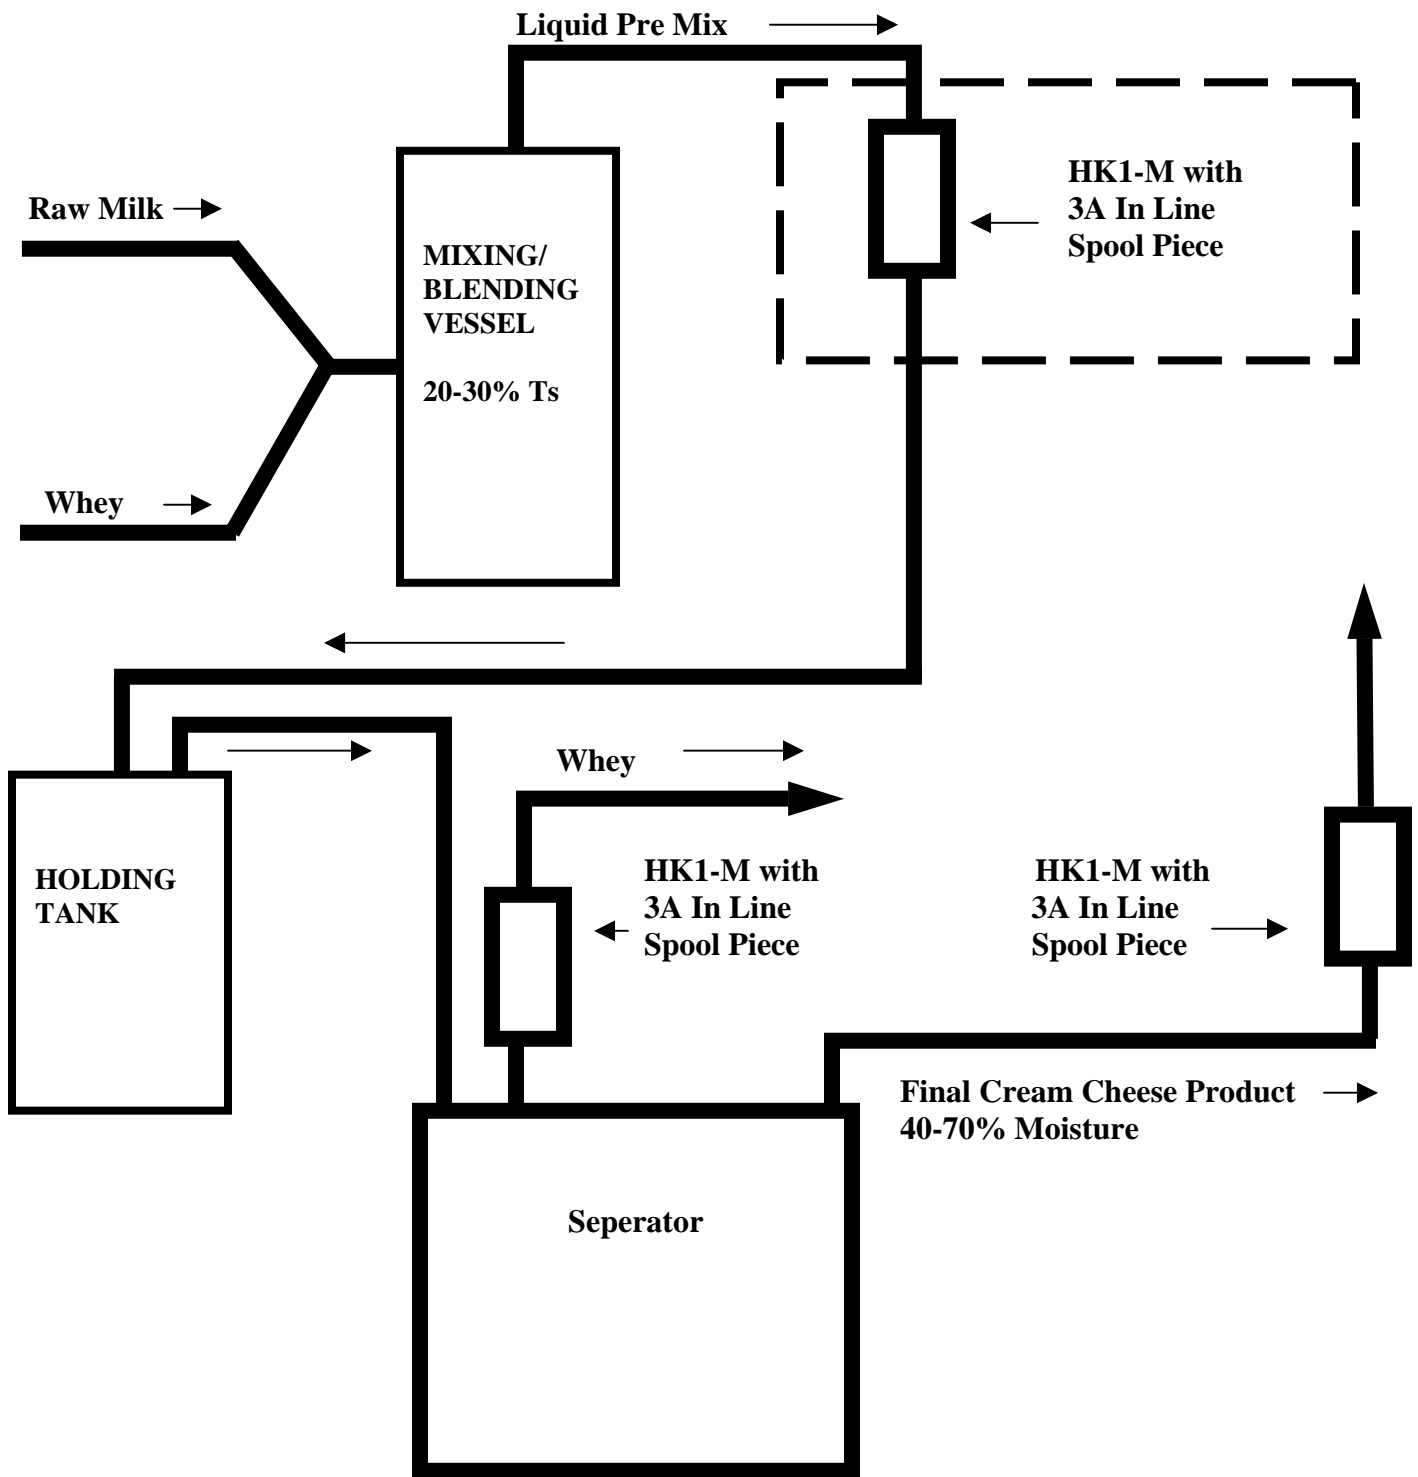 Liquid Pre Mix
HK1-M with
3A In Line
Spool Piece
Raw Milk
MIXING/
BLENDING
VESSEL
20-30% Ts
Whey
Whey
HOLDING
TANK
HK1-M with
3A In Line
Spool Piece
HK1-M with
3A In Line
Spool Piece
Final Cream Cheese Product
40-70% Moisture
Seperator